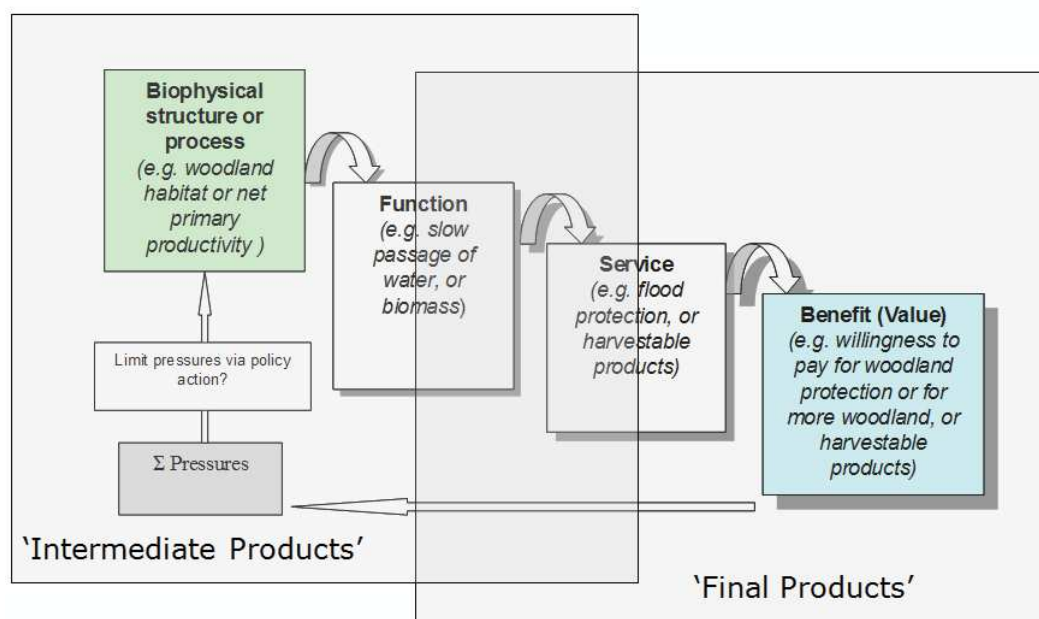 Biophysical
structure or
process
(e.g. woodland
habitat or net
primary
productivity )
Function
(e.g. slow
passage of
water, or
biomass)
Service
(e.g. flood
protection, or
harvestable
products)
Benefit (Value)
(e.g. willingness to
pay for woodland
protection or for
more woodland, or
harvestable
products)
Limit pressures via policy
action?
Σ Pressures
‘Intermediate Products’
‘Final Products’